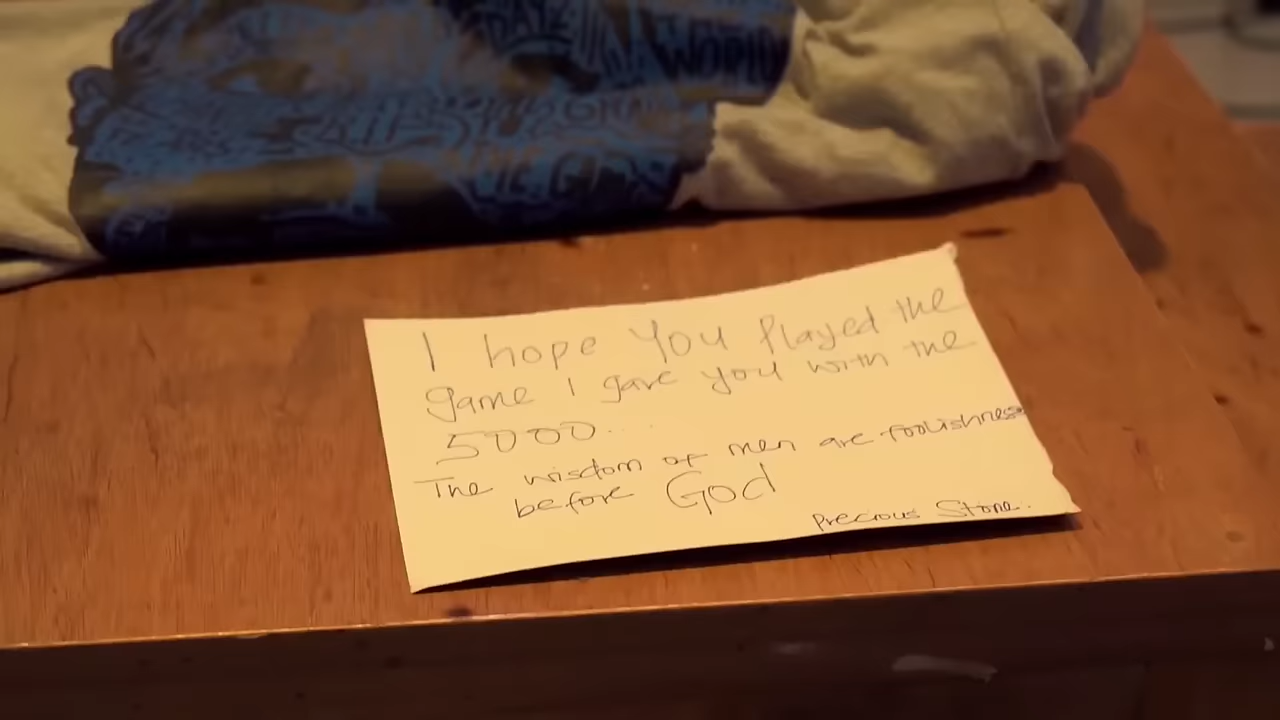 WORLD
I hope You Played the
game I gave you with the
5000...
The wisdom of men are foolishness
before God
Precious Stone.